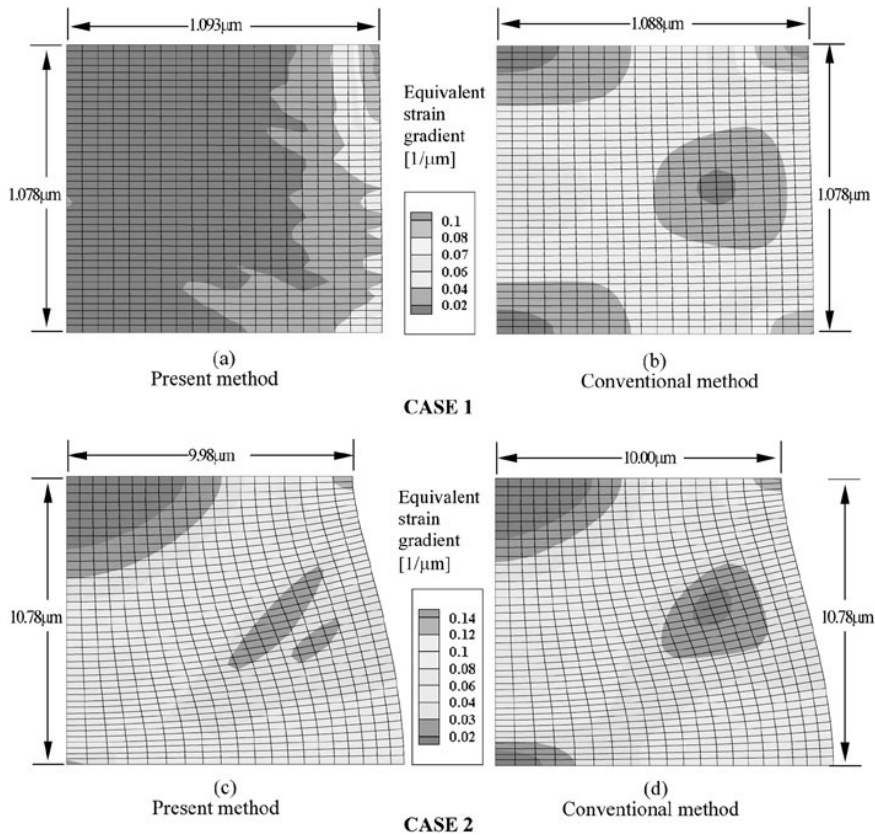 1.093μm
1.088μm
1.078μm
Equivalent
strain
gradient
[1/μm]
0.1
0.08
0.07
0.06
0.04
0.02
1.078μm
(a)
Present method
(b)
Conventional method
CASE 1
9.98μm
10.00μm
10.78μm
Equivalent
strain
gradient
[1/μm]
0.14
0.12
0.1
0.08
0.06
0.04
0.03
0.02
10.78μm
(c)
Present method
(d)
Conventional method
CASE 2